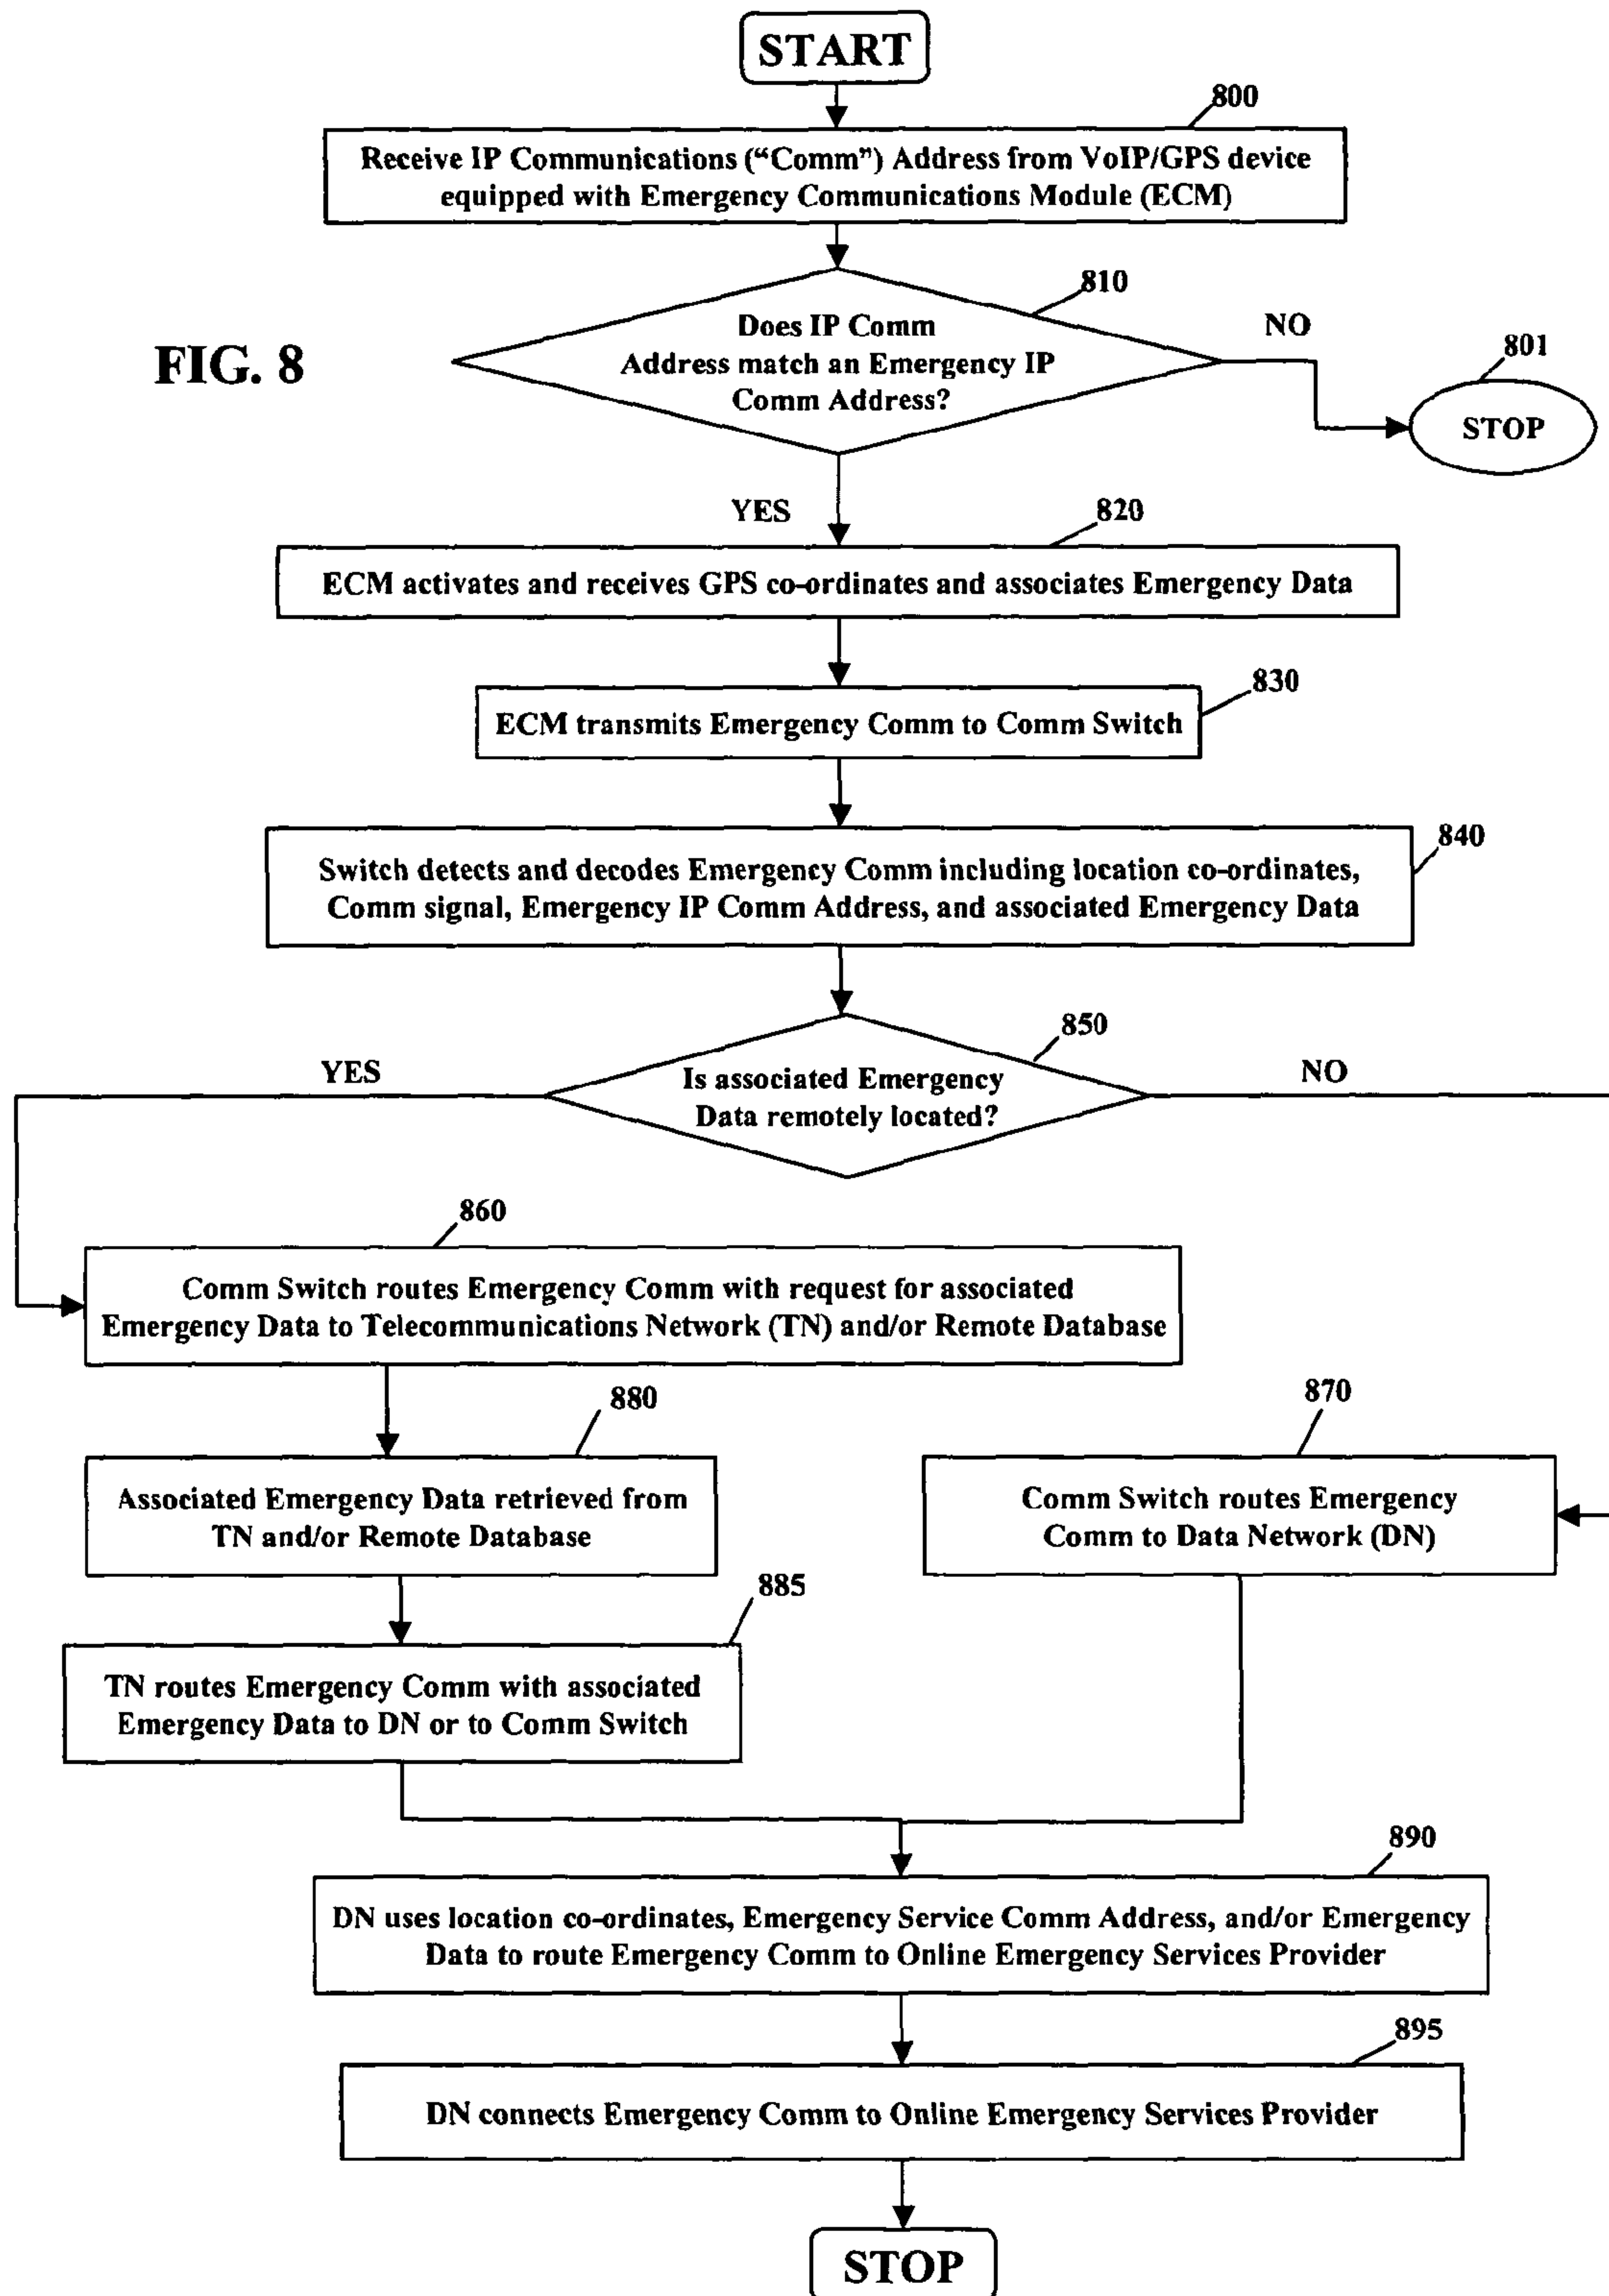 START
800
Receive IP Communications (“Comm”) Address from VoIP/GPS device
equipped with Emergency Communications Module (ECM)
810
Does IP Comm
Address match an Emergency IP
Comm Address?
NO
801
STOP
FIG. 8
YES
820
ECM activates and receives GPS co-ordinates and associates Emergency Data
830
ECM transmits Emergency Comm to Comm Switch
840
Switch detects and decodes Emergency Comm including location co-ordinates,
Comm signal, Emergency IP Comm Address, and associated Emergency Data
850
YES
Is associated Emergency
Data remotely located?
NO
860
Comm Switch routes Emergency Comm with request for associated
Emergency Data to Telecommunications Network (TN) and/or Remote Database
880
Associated Emergency Data retrieved from
TN and/or Remote Database
870
Comm Switch routes Emergency
Comm to Data Network (DN)
885
TN routes Emergency Comm with associated
Emergency Data to DN or to Comm Switch
890
DN uses location co-ordinates, Emergency Service Comm Address, and/or Emergency
Data to route Emergency Comm to Online Emergency Services Provider
895
DN connects Emergency Comm to Online Emergency Services Provider
STOP